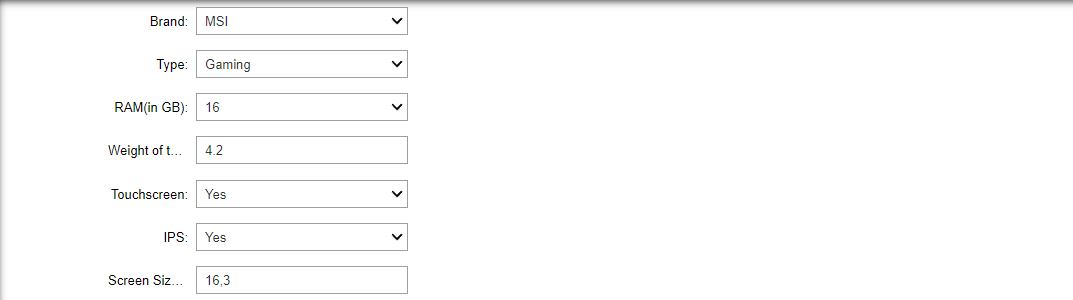 Brand: MSI
Type: Gaming
RAM(in GB): 16
Weight of t... 4.2
Touchscreen: Yes
IPS: Yes
Screen Siz... 16,3